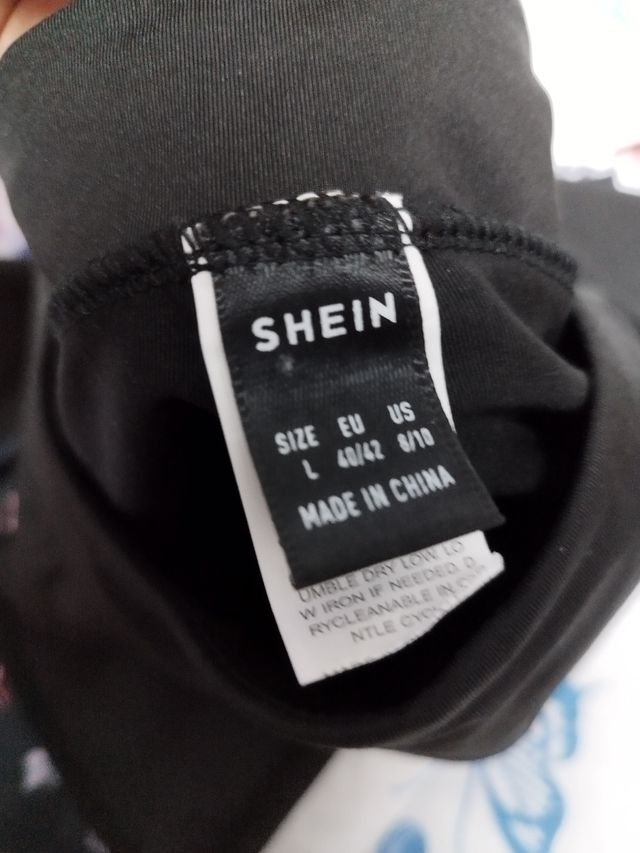 SHEIN
SIZE EU US
L 40/42 8/10
MADE IN CHINA
UMBLE DRY LOW. LO
W IRON IF NEEDED. D
RYCLEANABLE IN
NTLE CYC